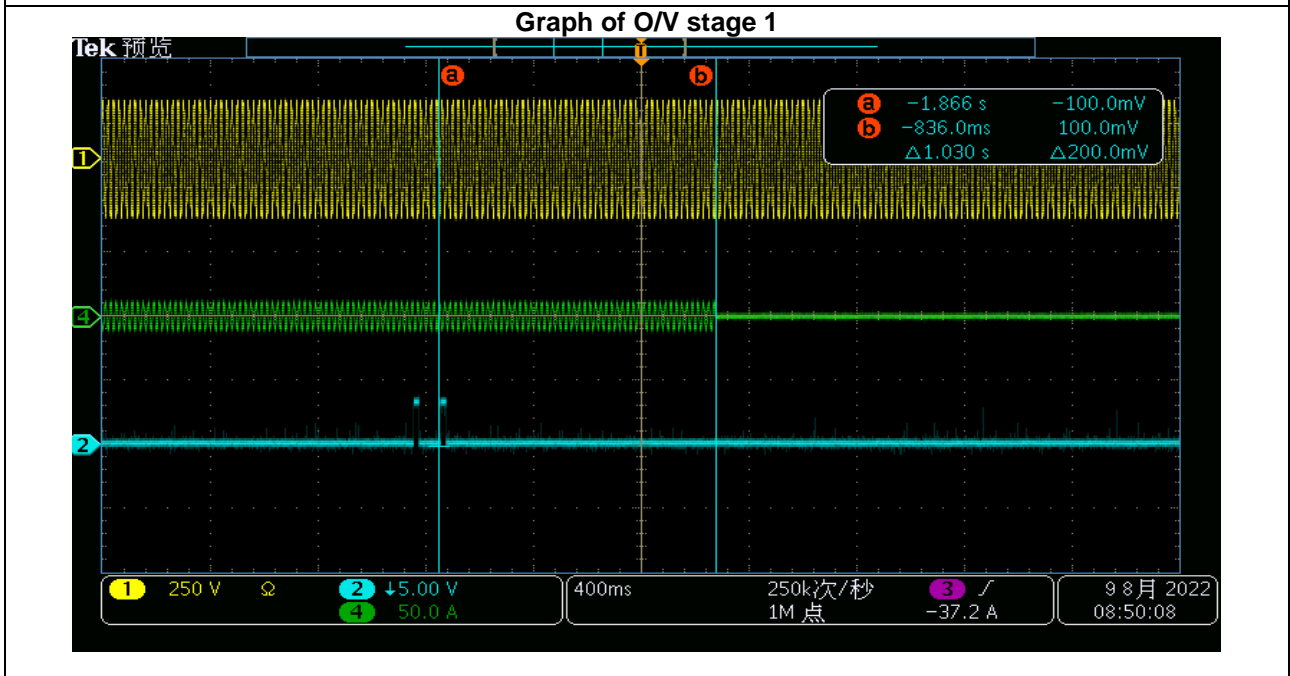 Graph of O/V stage 1
Tek 预览
T
a b
a -1.866 s -100.0mV
b -836.0ms 100.0mV
△1.030 s △200.0mV
1
4
2
1 250 V Ω 2 ↓5.00 V 400ms 250k次/秒 3 ∫ 9 8月 2022
4 50.0 A 1M 点 -37.2 A 08:50:08